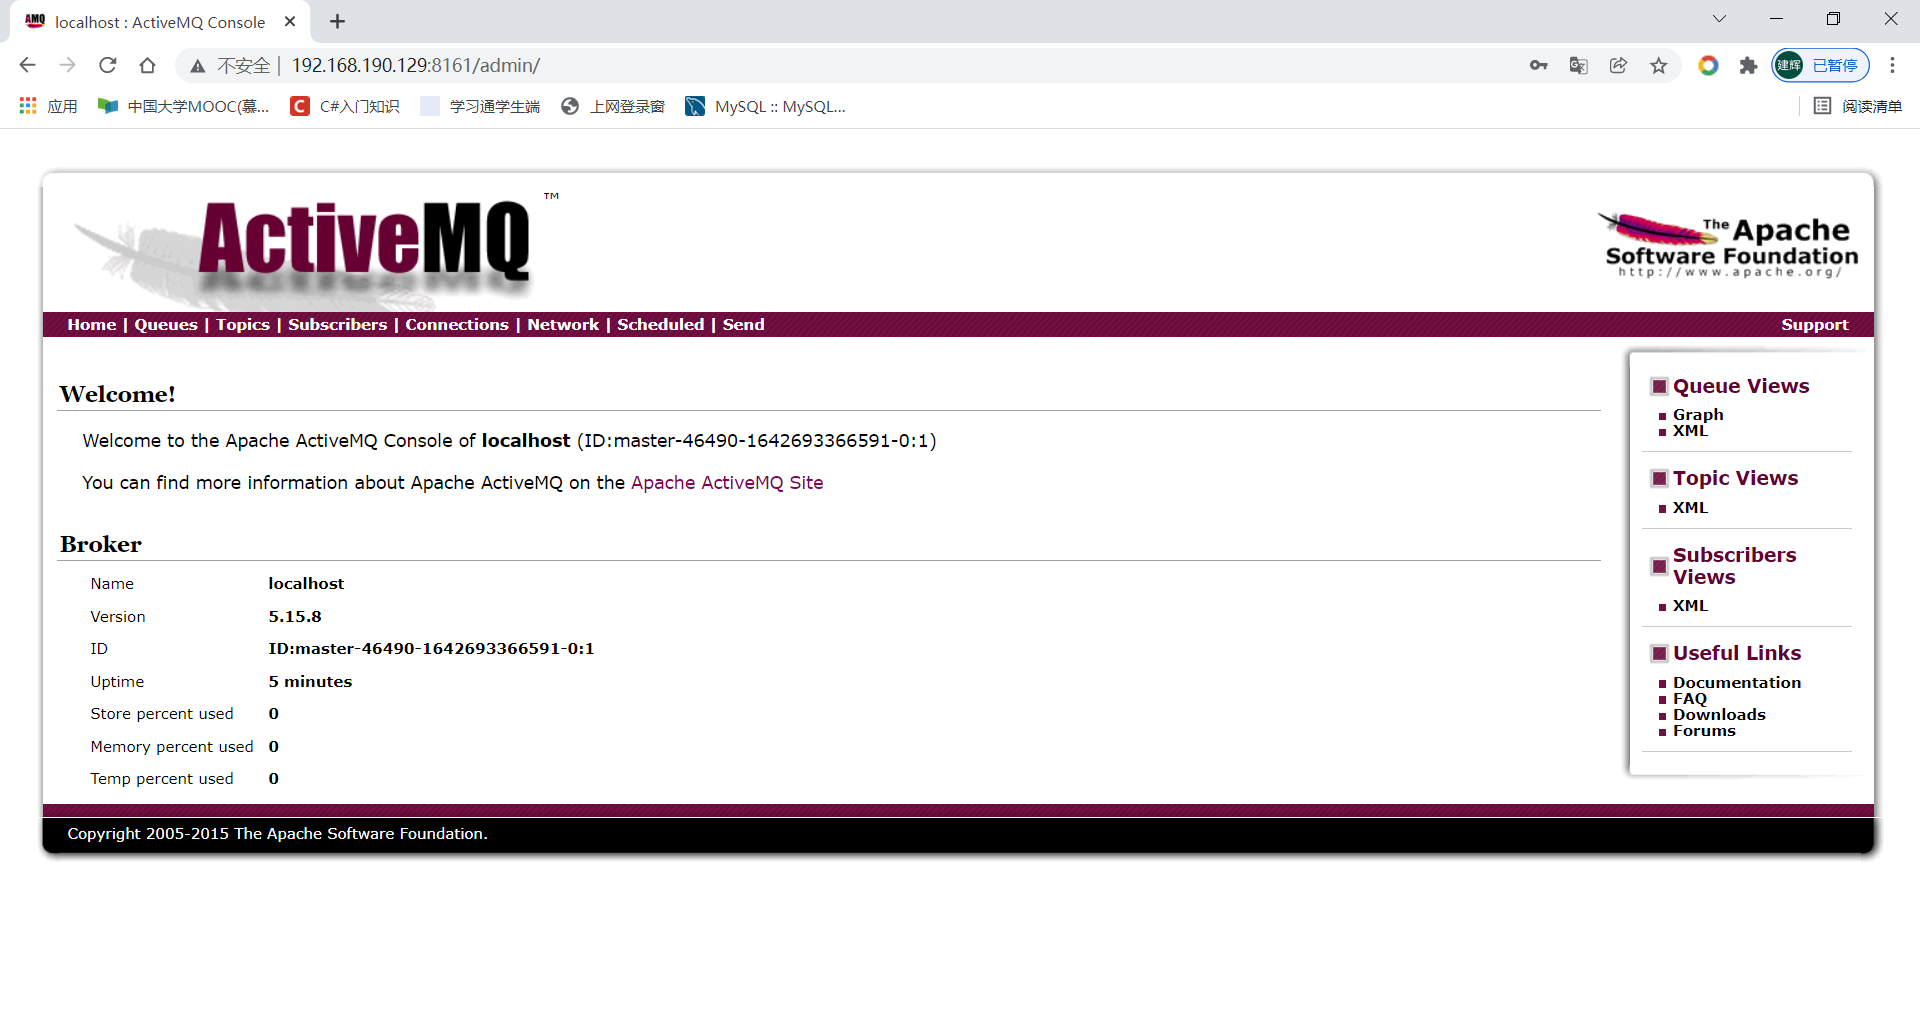 localhost : ActiveMQ Console
不安全 | 192.168.190.129:8161/admin/
建辉 已暂停
应用 中国大学MOOC(慕... C#入门知识 学习通学生端 上网登录窗 MySQL :: MySQL... 阅读清单
ActiveMQ ™
The Apache
Software Foundation
http://www.apache.org/
Home | Queues | Topics | Subscribers | Connections | Network | Scheduled | Send
Support
Welcome!
Welcome to the Apache ActiveMQ Console of localhost (ID:master-46490-1642693366591-0:1)
You can find more information about Apache ActiveMQ on the Apache ActiveMQ Site
Broker
Name localhost
Version 5.15.8
ID ID:master-46490-1642693366591-0:1
Uptime 5 minutes
Store percent used 0
Memory percent used 0
Temp percent used 0
Queue Views
Graph
XML
Topic Views
XML
Subscribers
Views
XML
Useful Links
Documentation
FAQ
Downloads
Forums
Copyright 2005-2015 The Apache Software Foundation.